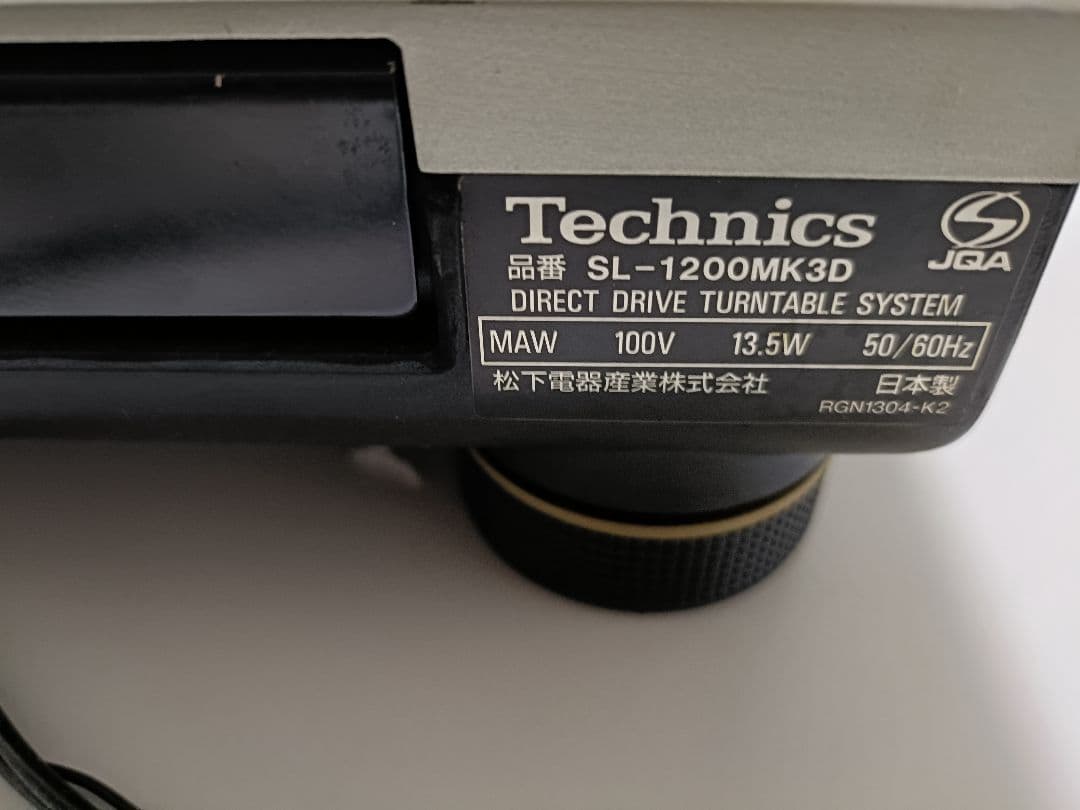 Technics
JQA
品番 SL-1200MK3D
DIRECT DRIVE TURNTABLE SYSTEM
MAW 100V 13.5W 50/60Hz
松下電器産業株式会社 日本製
RGN1304-K2